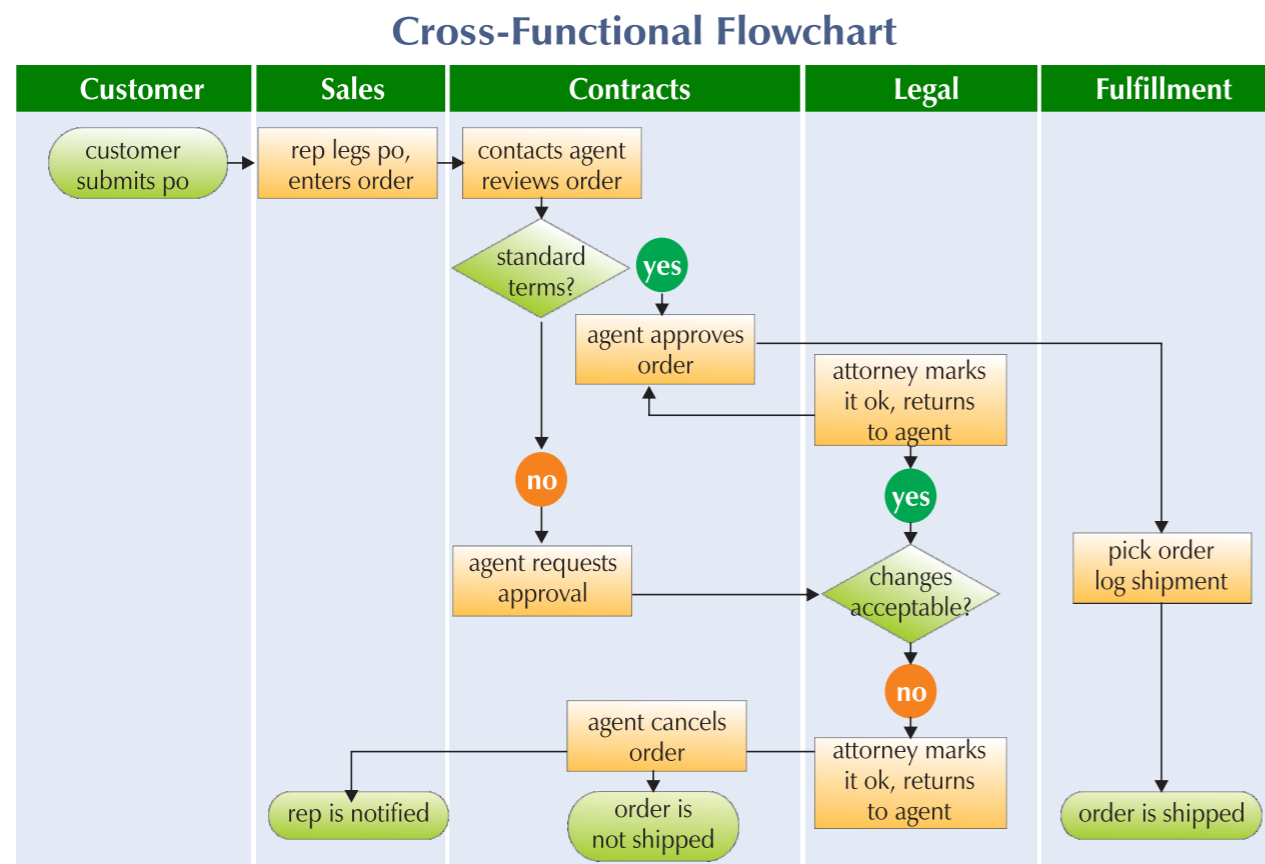 Cross-Functional Flowchart
Customer
Sales
Contracts
Legal
Fulfillment
customer
submits po
rep legs po,
enters order
contacts agent
reviews order
standard
terms?
yes
agent approves
order
attorney marks
it ok, returns
to agent
no
yes
agent requests
approval
changes
acceptable?
pick order
log shipment
no
agent cancels
order
attorney marks
it ok, returns
to agent
rep is notified
order is
not shipped
order is shipped